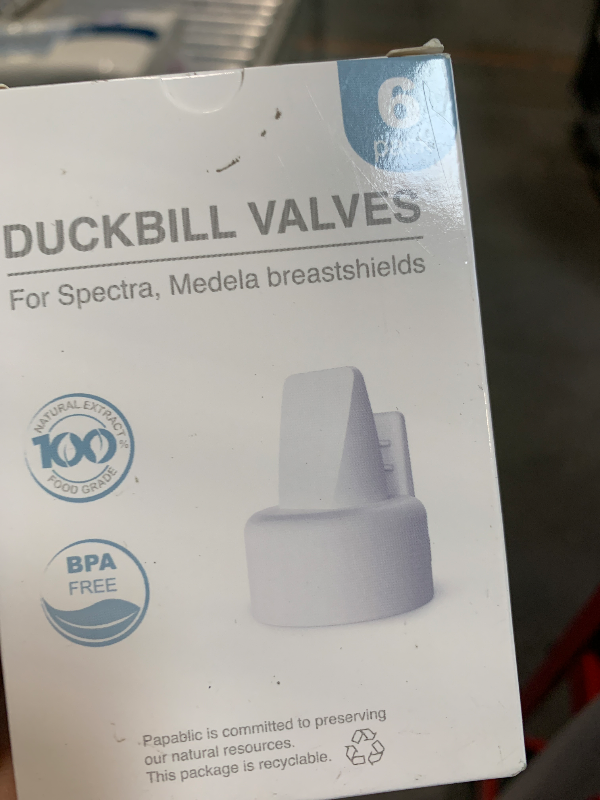 6
DUCKBILL VALVES
For Spectra, Medela breastshields
NATURAL EXTRACT
100
FOOD GRADE
BPA
FREE
Papablic is committed to preserving
our natural resources.
This package is recyclable.